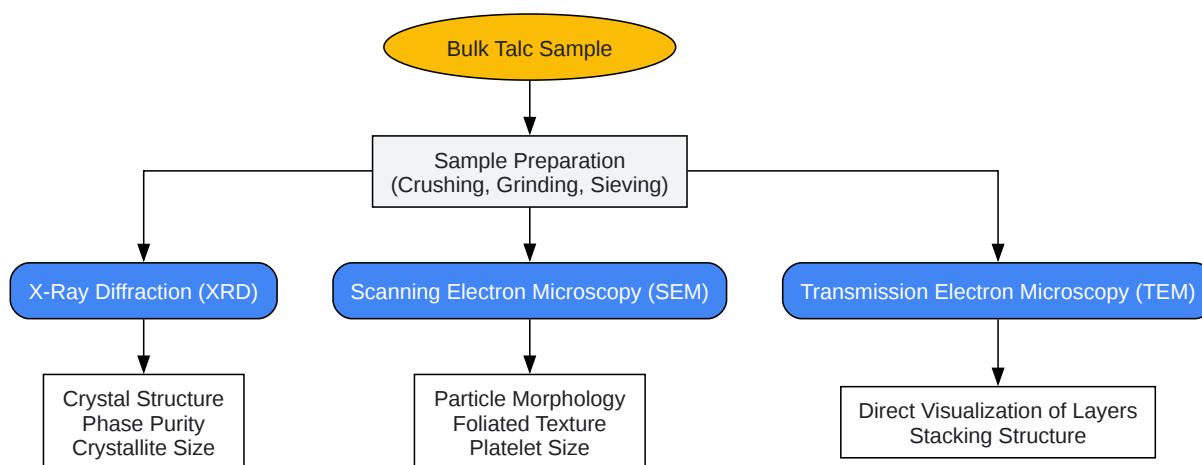 Bulk Talc Sample
Sample Preparation
(Crushing, Grinding, Sieving)
X-Ray Diffraction (XRD)
Scanning Electron Microscopy (SEM)
Transmission Electron Microscopy (TEM)
Crystal Structure
Phase Purity
Crystallite Size
Particle Morphology
Foliated Texture
Platelet Size
Direct Visualization of Layers
Stacking Structure